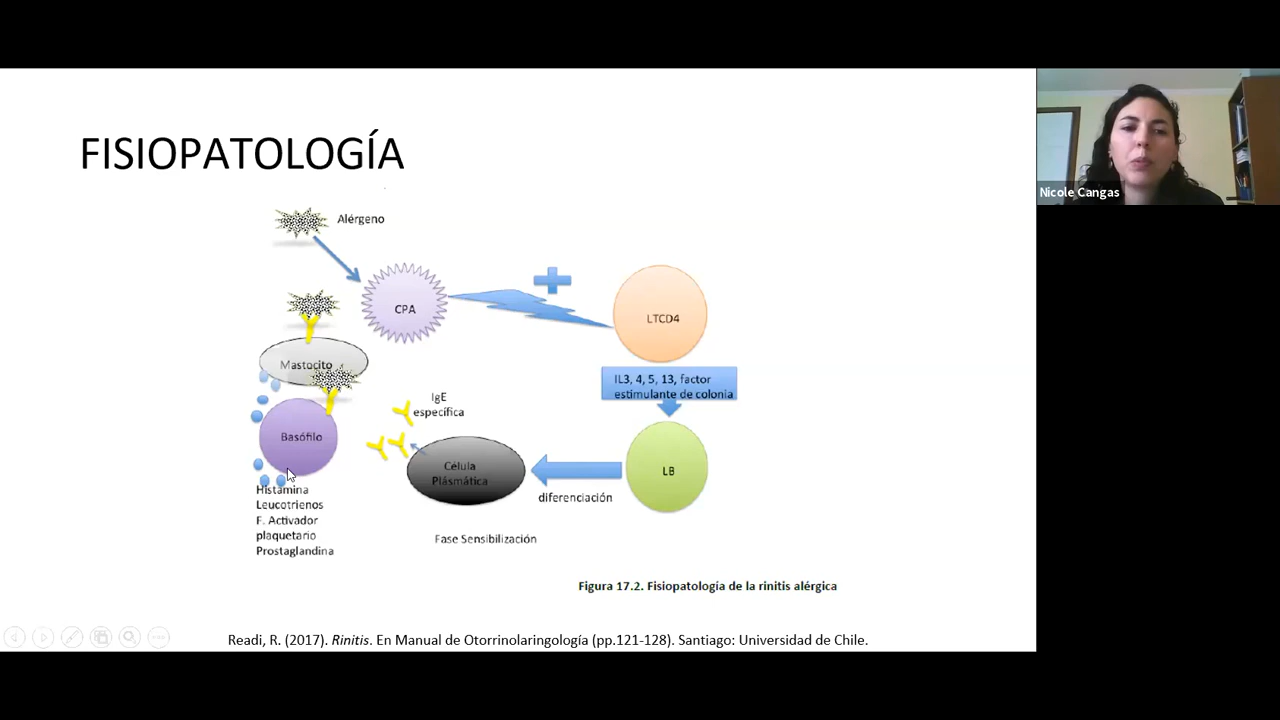 FISIOPATOLOGÍA
Nicole Cangas
Alérgeno
CPA
LTCD4
Mastocito
IL3, 4, 5, 13, factor
estimulante de colonia
IgE
específica
Basófilo
Célula
Plásmática
LB
diferenciación
Histamina
Leucotrienos
F. Activador
plaquetario
Prostaglandina
Fase Sensibilización
Figura 17.2. Fisiopatología de la rinitis alérgica
Readi, R. (2017). Rinitis. En Manual de Otorrinolaringología (pp.121-128). Santiago: Universidad de Chile.